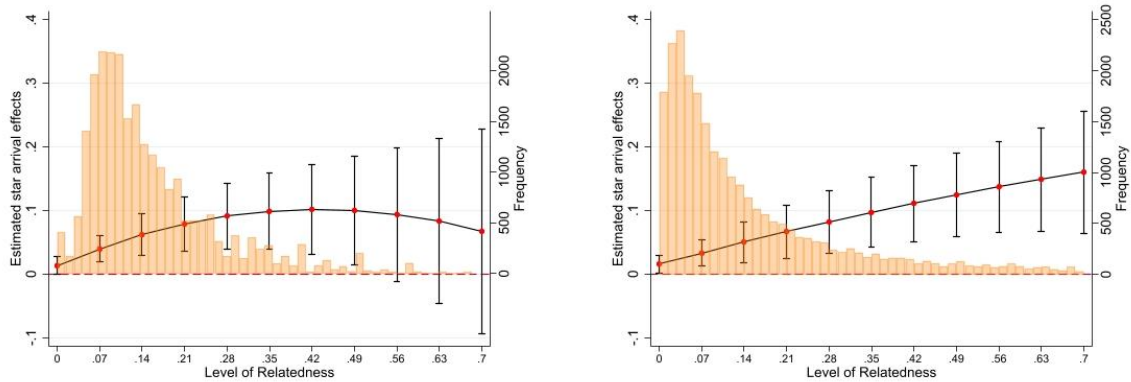 .4
.3
.2
.1
0
-.1
Estimated star arrival effects
2000
1500
1000
500
0
Frequency
0 .07 .14 .21 .28 .35 .42 .49 .56 .63 .7
Level of Relatedness
.4
.3
.2
.1
0
-.1
Estimated star arrival effects
2500
2000
1500
1000
500
0
Frequency
0 .07 .14 .21 .28 .35 .42 .49 .56 .63 .7
Level of Relatedness